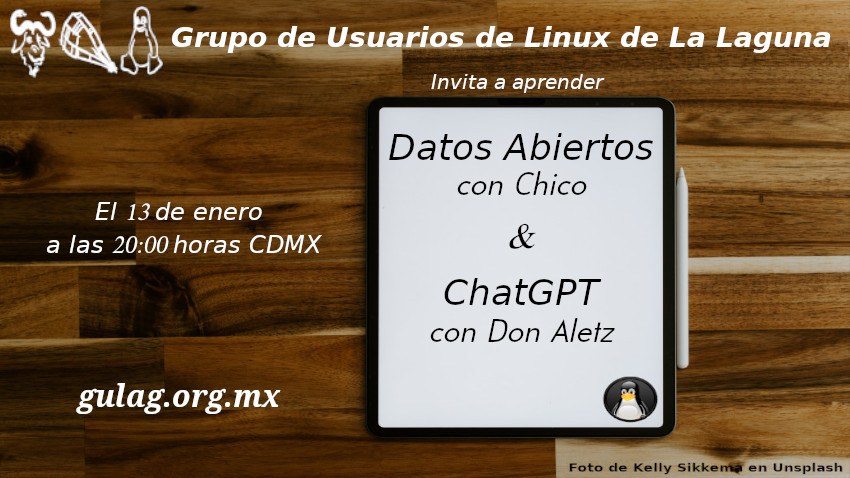 Grupo de Usuarios de Linux de La Laguna
Invita a aprender
Datos Abiertos
con Chico
&
ChatGPT
con Don Aletz
El 13 de enero
a las 20:00 horas CDMX
gulag.org.mx
Foto de Kelly Sikkema en Unsplash